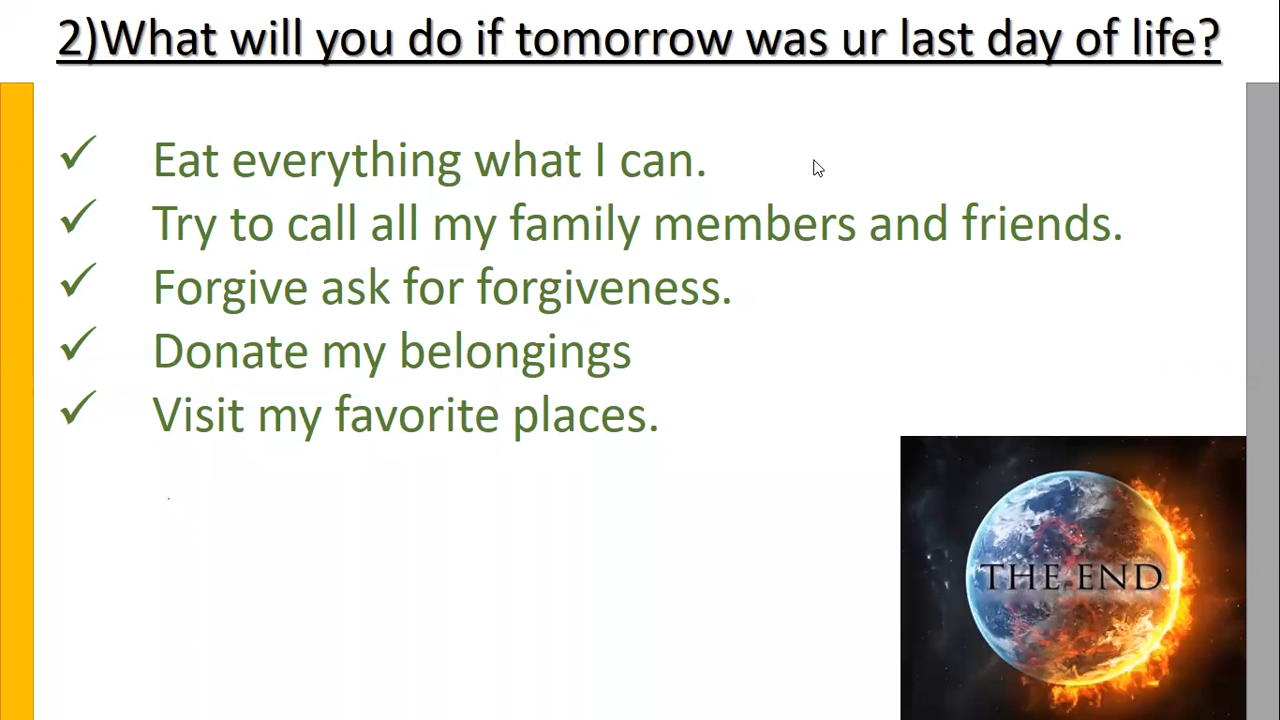 2)What will you do if tomorrow was ur last day of life?
✓ Eat everything what I can.
✓ Try to call all my family members and friends.
✓ Forgive ask for forgiveness.
✓ Donate my belongings
✓ Visit my favorite places.
THE END